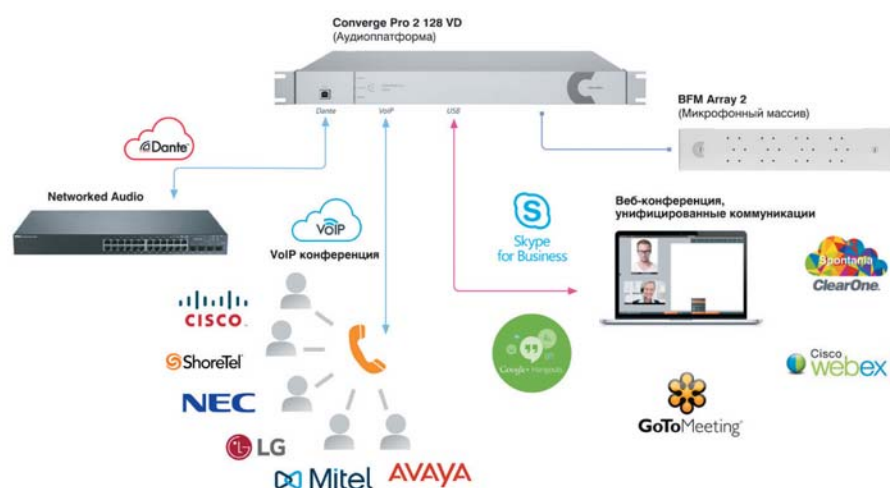 Converge Pro 2 128 VD
(Аудиоплатформа)
Dante
VoIP
USB
BFM Array 2
(Микрофонный массив)
Dante
Networked Audio
VoIP
VoIP конференция
Skype
for Business
Веб-конференция,
унифицированные коммуникации
Spontania
ClearOne.
CISCO
ShoreTel
Google+ Hangouts
Cisco
webex
NEC
GoToMeeting
LG
Mitel
AVAYA